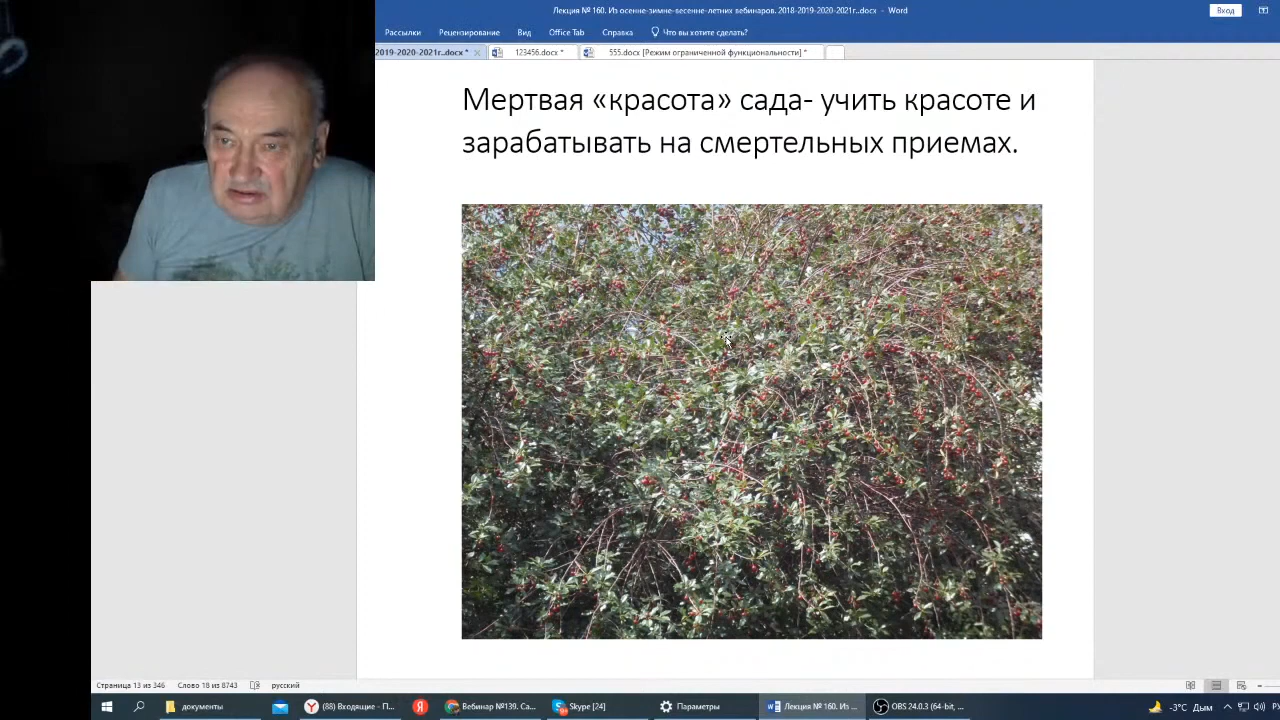 Лекция № 160. Из осенне-зимне-весенне-летних вебинаров. 2018-2019-2020-2021г..docx - Word
Вход
Рассылки Рецензирование Вид Office Tab Справка Что вы хотите сделать?
2019-2020-2021г..docx * 123456.docx * 555.docx [Режим ограниченной функциональности] *
Мертвая «красота» сада- учить красоте и
зарабатывать на смертельных приемах.
Страница 13 из 346 Слово 18 из 8743 русский
документы (88) Входящие - П... Вебинар №139. Са... Skype [24] Параметры Лекция № 160. Из ... OBS 24.0.3 (64-bit, ... -3°C Дым